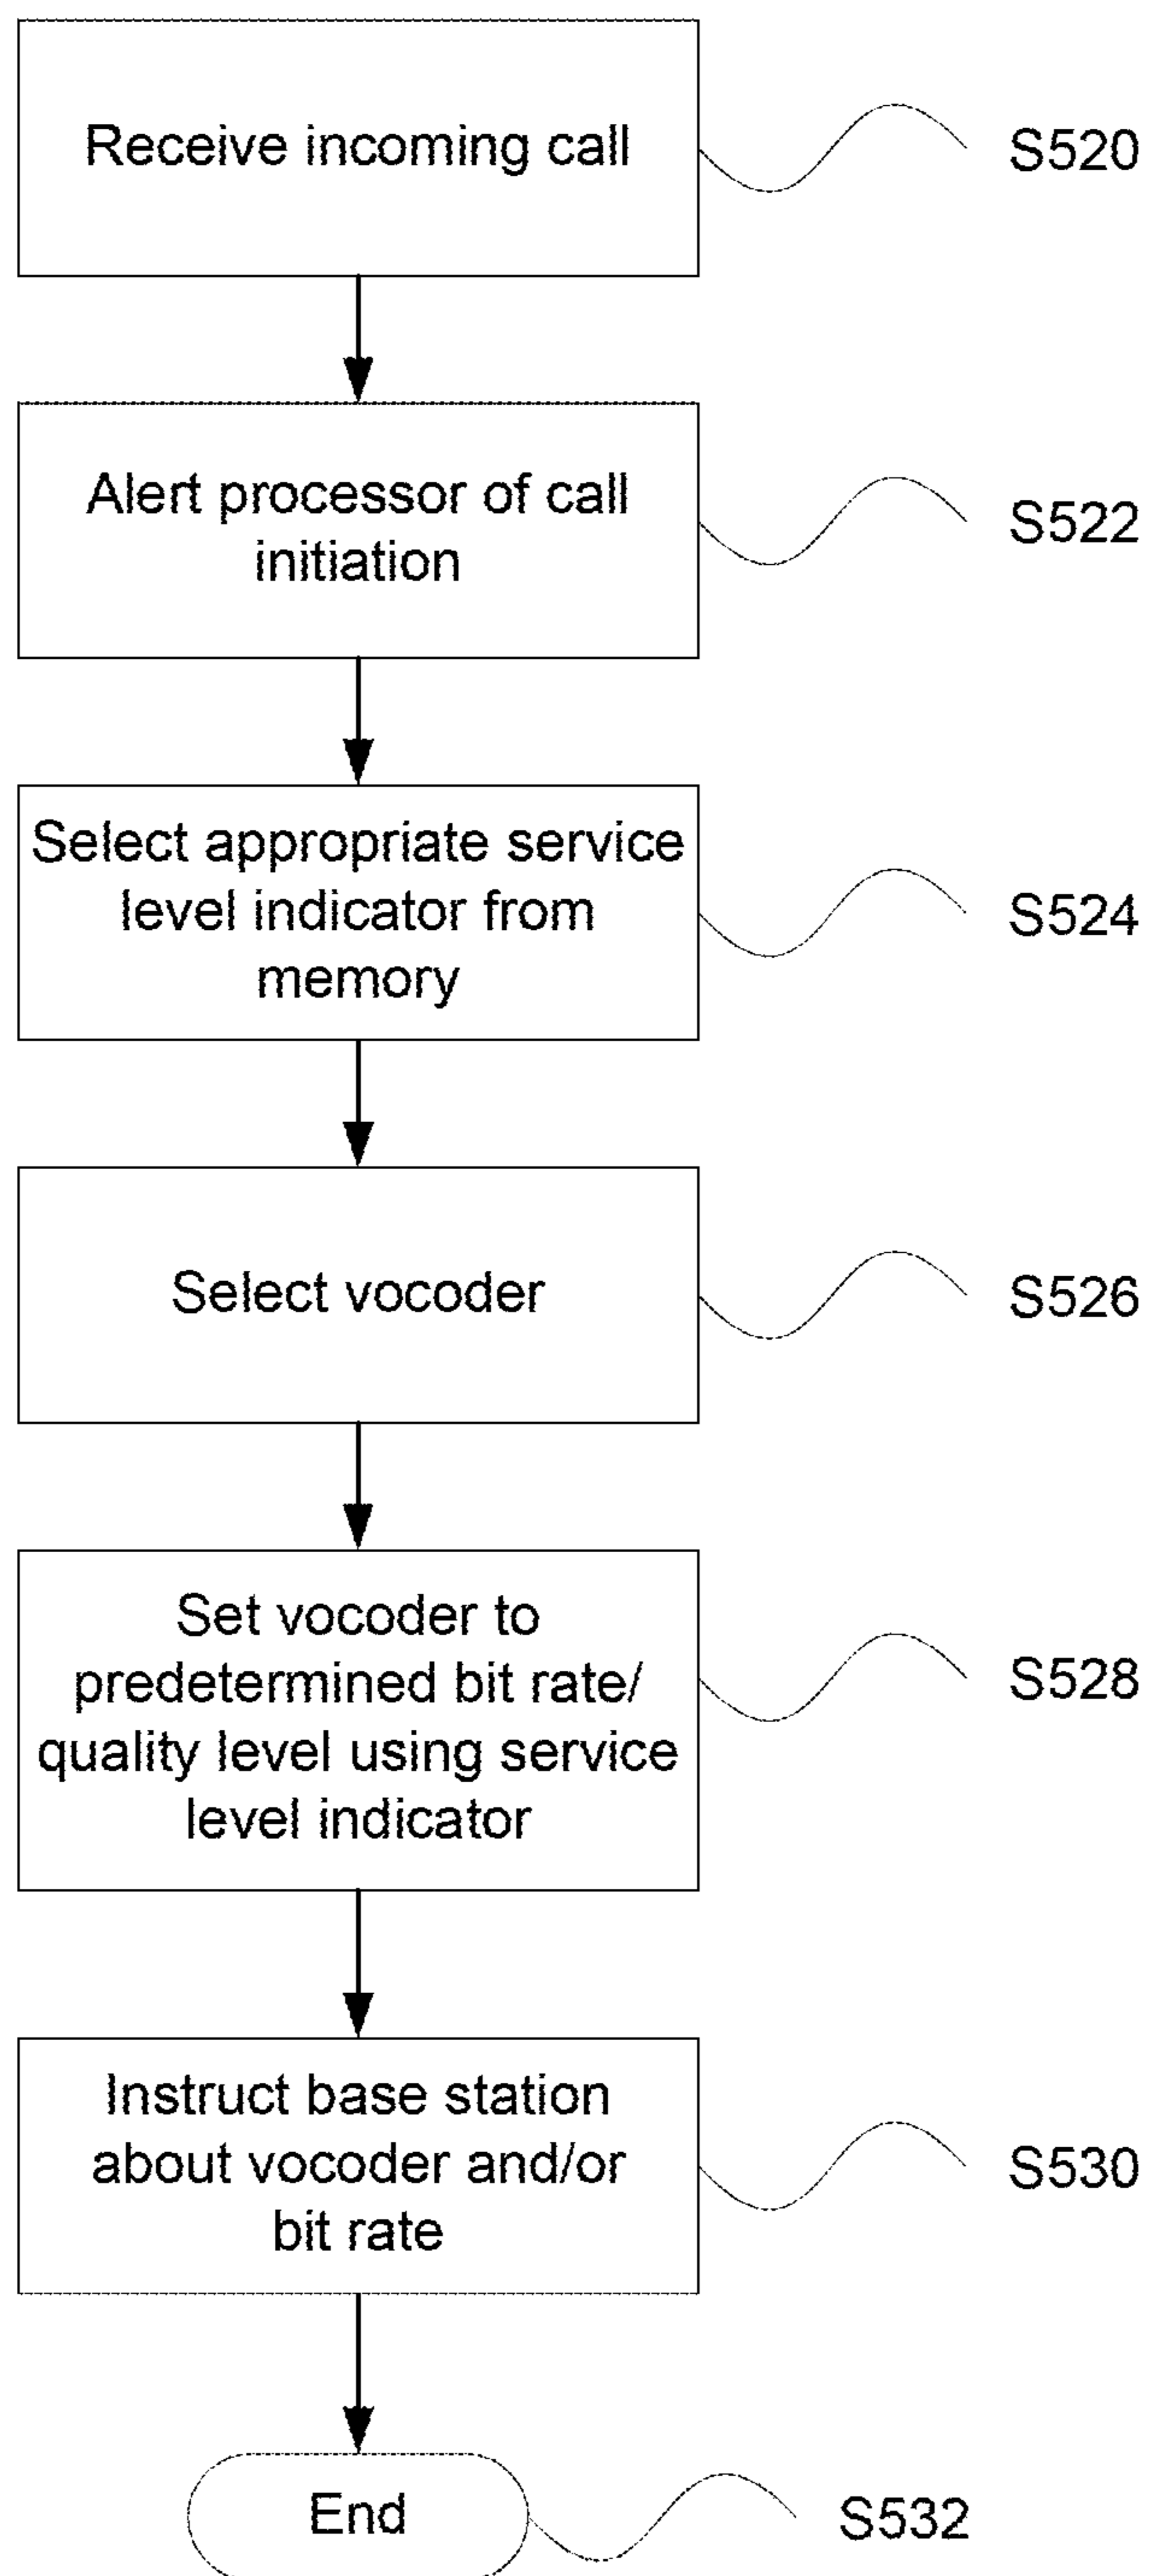 Receive incoming call
S520
Alert processor of call
initiation
S522
Select appropriate service
level indicator from
memory
S524
Select vocoder
S526
Set vocoder to
predetermined bit rate/
quality level using service
level indicator
S528
Instruct base station
about vocoder and/or
bit rate
S530
End
S532